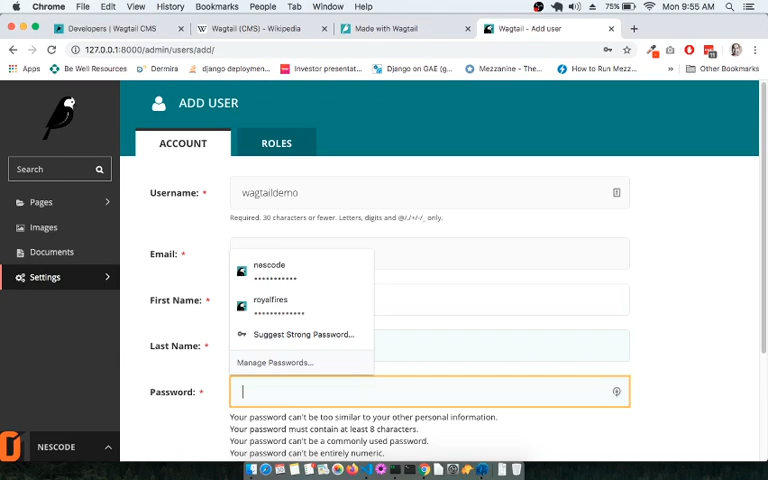 Chrome File Edit View History Bookmarks People Tab Window Help 75% Mon 9:55 AM
Developers | Wagtail CMS Wagtail (CMS) - Wikipedia Made with Wagtail Wagtail - Add user
127.0.0.1:8000/admin/users/add/
Apps Be Well Resources Dermira django deploymen... Investor presentat... Django on GAE (g... Mezzanine - The... How to Run Mezz... » Other Bookmarks
ADD USER
ACCOUNT ROLES
Search
Pages
Images
Documents
Settings
NESCODE
Username: *
wagtaildemo
Required. 30 characters or fewer. Letters, digits and @/./+/-/_ only.
Email: *
First Name: *
Last Name: *
nescode
•••••••••••
royalfires
•••••••••••••
Suggest Strong Password...
Manage Passwords...
Password: *
Your password can't be too similar to your other personal information.
Your password must contain at least 8 characters.
Your password can't be a commonly used password.
Your password can't be entirely numeric.